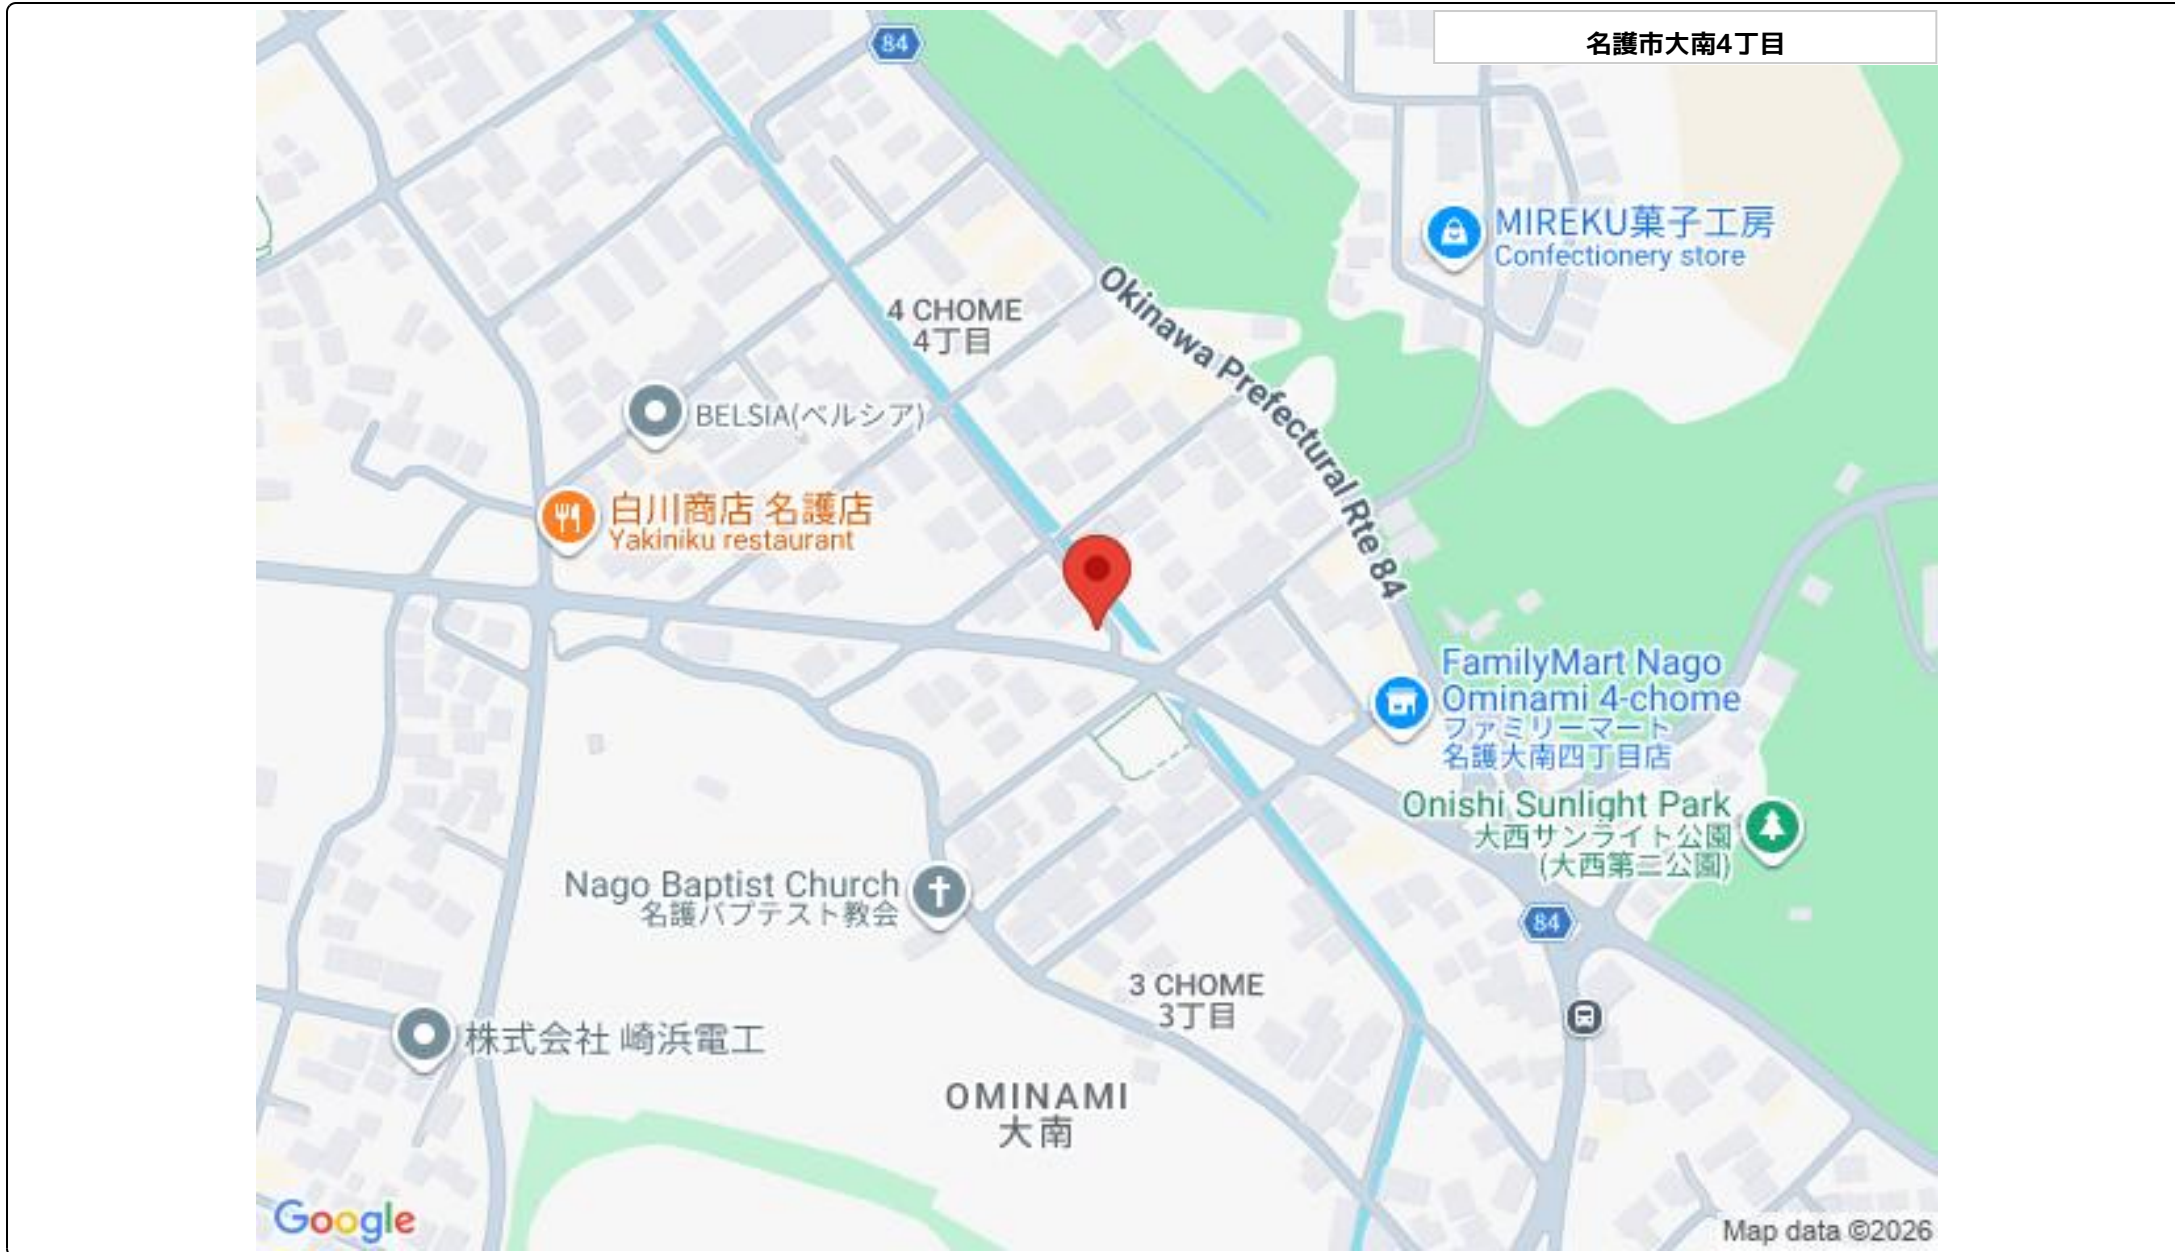 名護市大南4丁目
84
MIREKU菓子工房
Confectionery store
4 CHOME
4丁目
Okinawa Prefectural Rte 84
BELSIA(ベルシア)
白川商店 名護店
Yakiniku restaurant
FamilyMart Nago
Ominami 4-chome
ファミリーマート
名護大南四丁目店
Onishi Sunlight Park
大西サンライト公園
(大西第二公園)
Nago Baptist Church
名護バプテスト教会
84
3 CHOME
3丁目
株式会社 崎浜電工
OMINAMI
大南
Google
Map data ©2026